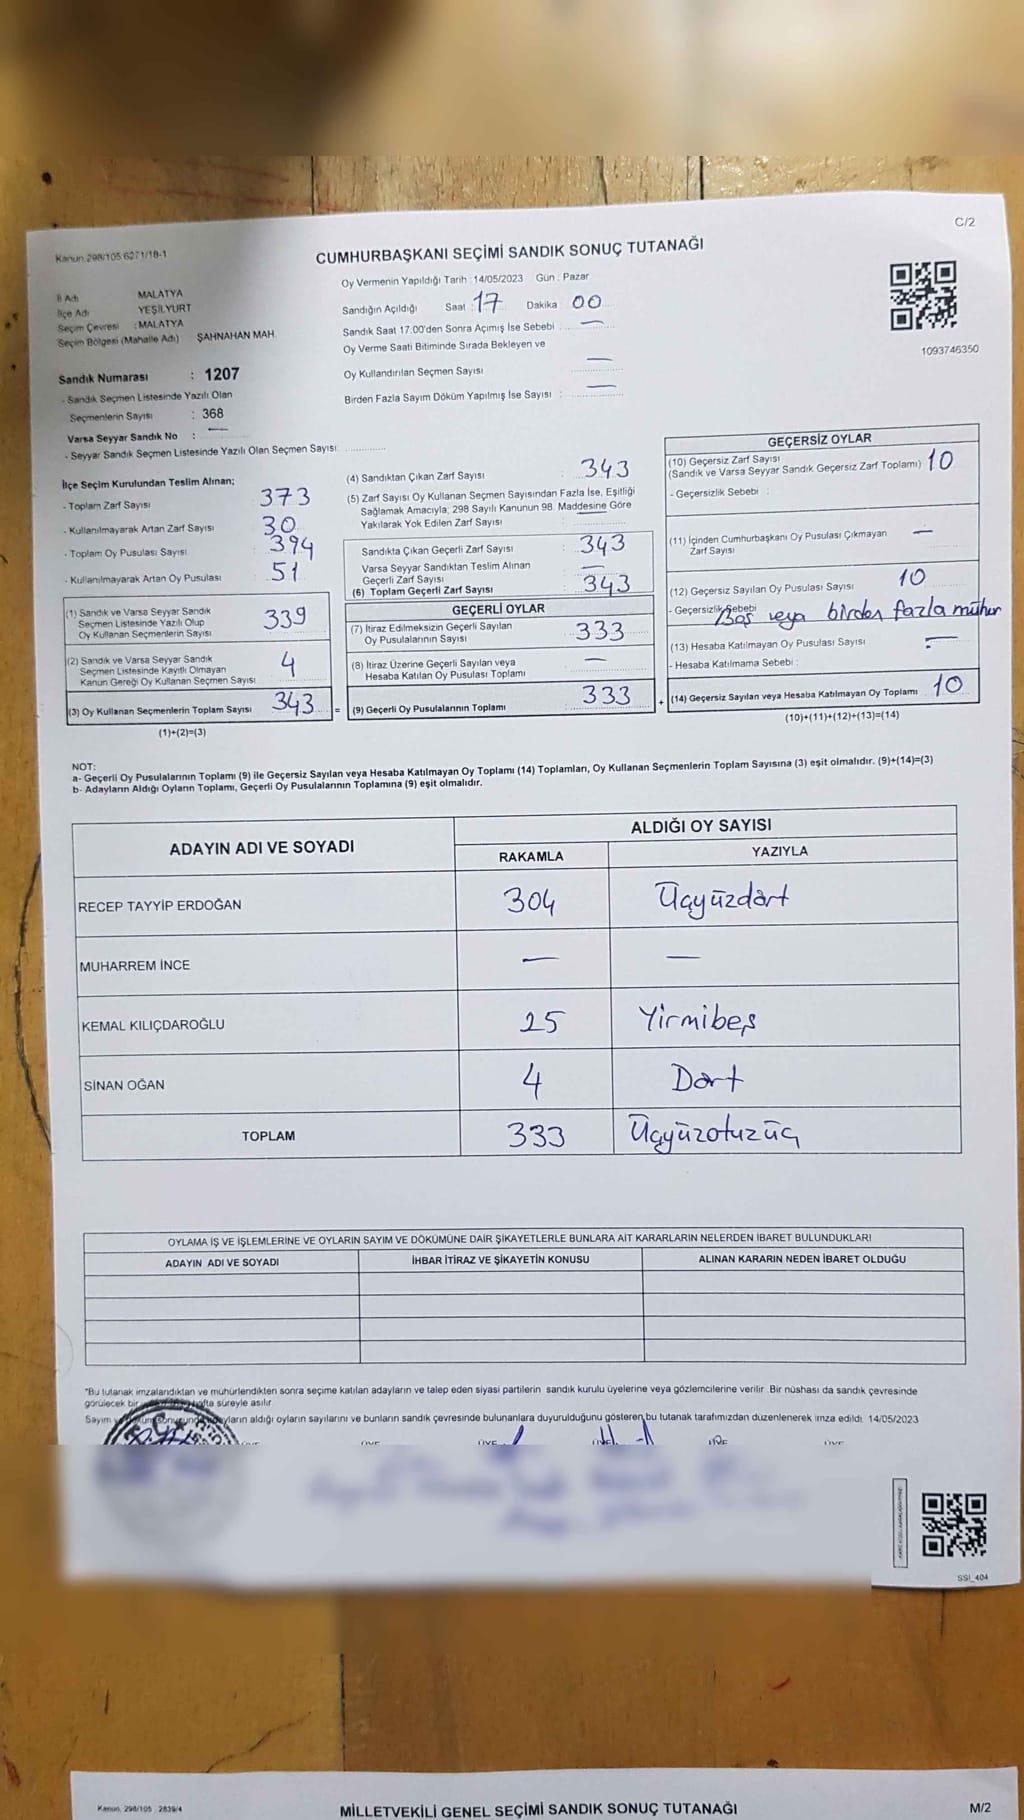 C/2
Kanun: 298/105 6271/18-1
CUMHURBAŞKANI SEÇİMİ SANDIK SONUÇ TUTANAĞI
Oy Vermenin Yapıldığı Tarih : 14/05/2023 Gün : Pazar
İl Adı MALATYA
İlçe Adı YEŞİLYURT
Seçim Çevresi : MALATYA
Seçim Bölgesi (Mahalle Adı) ŞAHNAHAN MAH.
Sandığın Açıldığı Saat : 17 Dakika 00
Sandık Saat 17.00'den Sonra Açımış İse Sebebi : —
Oy Verme Saati Bitiminde Sırada Bekleyen ve
Oy Kullandırılan Seçmen Sayısı —
Birden Fazla Sayım Döküm Yapılmış İse Sayısı : —
1093746350
Sandık Numarası : 1207
- Sandık Seçmen Listesinde Yazılı Olan
Seçmenlerin Sayısı : 368
Varsa Seyyar Sandık No : —
- Seyyar Sandık Seçmen Listesinde Yazılı Olan Seçmen Sayısı:
İlçe Seçim Kurulundan Teslim Alınan;
- Toplam Zarf Sayısı 373
- Kullanılmayarak Artan Zarf Sayısı 30
- Toplam Oy Pusulası Sayısı 394
- Kullanılmayarak Artan Oy Pusulası 51
(1) Sandık ve Varsa Seyyar Sandık
Seçmen Listesinde Yazılı Olup
Oy Kullanan Seçmenlerin Sayısı 339
(2) Sandık ve Varsa Seyyar Sandık
Seçmen Listesinde Kayıtlı Olmayan
Kanun Gereği Oy Kullanan Seçmen Sayısı 4
(3) Oy Kullanan Seçmenlerin Toplam Sayısı 343 =
(1)+(2)=(3)
(4) Sandıktan Çıkan Zarf Sayısı : 343
(5) Zarf Sayısı Oy Kullanan Seçmen Sayısından Fazla İse, Eşitliği
Sağlamak Amacıyla; 298 Sayılı Kanunun 98. Maddesine Göre
Yakılarak Yok Edilen Zarf Sayısı —
Sandıkta Çıkan Geçerli Zarf Sayısı : 343
Varsa Seyyar Sandıktan Teslim Alınan
Geçerli Zarf Sayısı —
(6) Toplam Geçerli Zarf Sayısı 343
GEÇERLİ OYLAR
(7) İtiraz Edilmeksizin Geçerli Sayılan
Oy Pusulalarının Sayısı 333
(8) İtiraz Üzerine Geçerli Sayılan veya
Hesaba Katılan Oy Pusulası Toplamı —
(9) Geçerli Oy Pusulalarının Toplamı 333 +
GEÇERSİZ OYLAR
(10) Geçersiz Zarf Sayısı
(Sandık ve Varsa Seyyar Sandık Geçersiz Zarf Toplamı) 10
- Geçersizlik Sebebi :
(11) İçinden Cumhurbaşkanı Oy Pusulası Çıkmayan
Zarf Sayısı —
(12) Geçersiz Sayılan Oy Pusulası Sayısı 10
- Geçersizlik Sebebi Boş veya birden fazla mühür
(13) Hesaba Katılmayan Oy Pusulası Sayısı : —
- Hesaba Katılmama Sebebi :
(14) Geçersiz Sayılan veya Hesaba Katılmayan Oy Toplamı 10
(10)+(11)+(12)+(13)=(14)
NOT:
a- Geçerli Oy Pusulalarının Toplamı (9) ile Geçersiz Sayılan veya Hesaba Katılmayan Oy Toplamı (14) Toplamları, Oy Kullanan Seçmenlerin Toplam Sayısına (3) eşit olmalıdır. (9)+(14)=(3)
b- Adayların Aldığı Oyların Toplamı, Geçerli Oy Pusulalarının Toplamına (9) eşit olmalıdır.
ADAYIN ADI VE SOYADI ALDIĞI OY SAYISI
RAKAMLA YAZIYLA
RECEP TAYYİP ERDOĞAN 304 Üçyüzdört
MUHARREM İNCE — —
KEMAL KILIÇDAROĞLU 25 Yirmibeş
SİNAN OĞAN 4 Dört
TOPLAM 333 Üçyüzotuzüç
OYLAMA İŞ VE İŞLEMLERİNE VE OYLARIN SAYIM VE DÖKÜMÜNE DAİR ŞİKAYETLERLE BUNLARA AİT KARARLARIN NELERDEN İBARET BULUNDUKLARI
ADAYIN ADI VE SOYADI İHBAR İTİRAZ VE ŞİKAYETİN KONUSU ALINAN KARARIN NEDEN İBARET OLDUĞU
*Bu tutanak imzalandıktan ve mühürlendikten sonra seçime katılan adayların ve talep eden siyasi partilerin sandık kurulu üyelerine veya gözlemcilerine verilir. Bir nüshası da sandık çevresinde
görülecek bir hafta süreyle asılır.
Sayım adayların aldığı oyların sayılarını ve bunların sandık çevresinde bulunanlara duyurulduğunu gösteren bu tutanak tarafımızdan düzenlenerek imza edildi. 14/05/2023
SSİ_404
Kanun: 298/105 : 2839/4
MİLLETVEKİLİ GENEL SEÇİMİ SANDIK SONUÇ TUTANAĞI
M/2